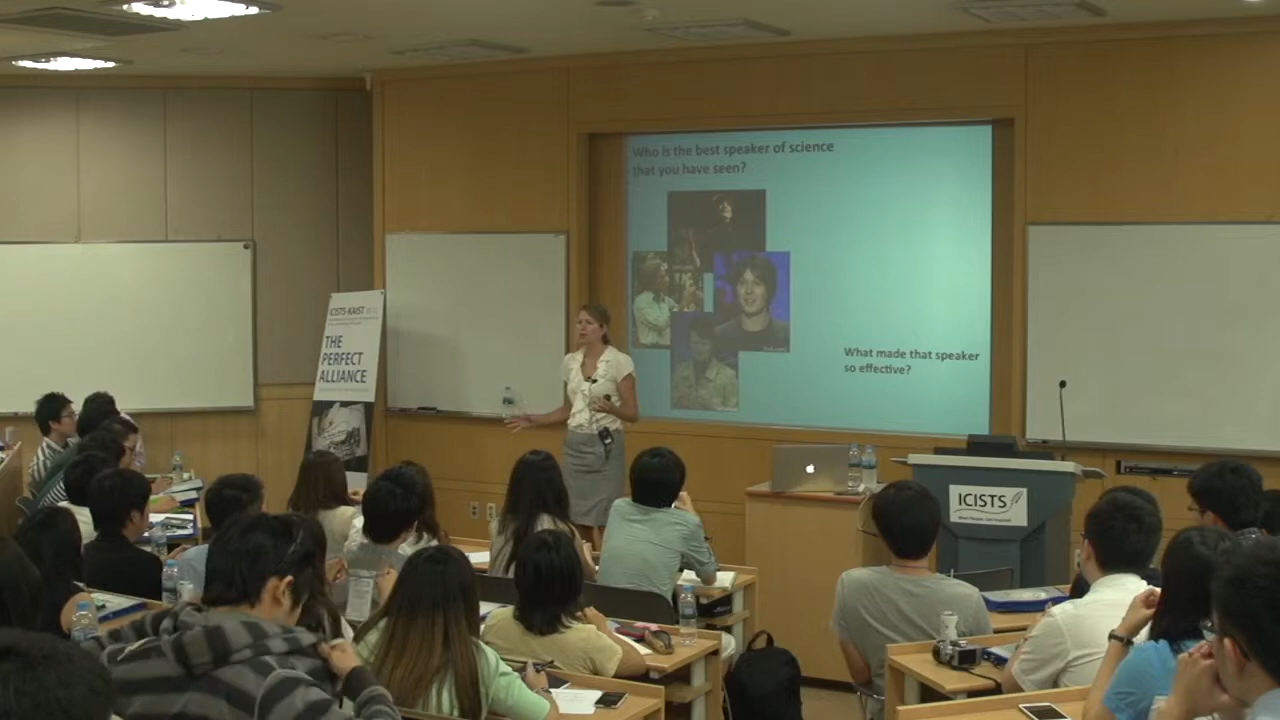 Who is the best speaker of science
that you have seen?
What made that speaker
so effective?
ICISTS-KAIST
THE
PERFECT
ALLIANCE
ICISTS